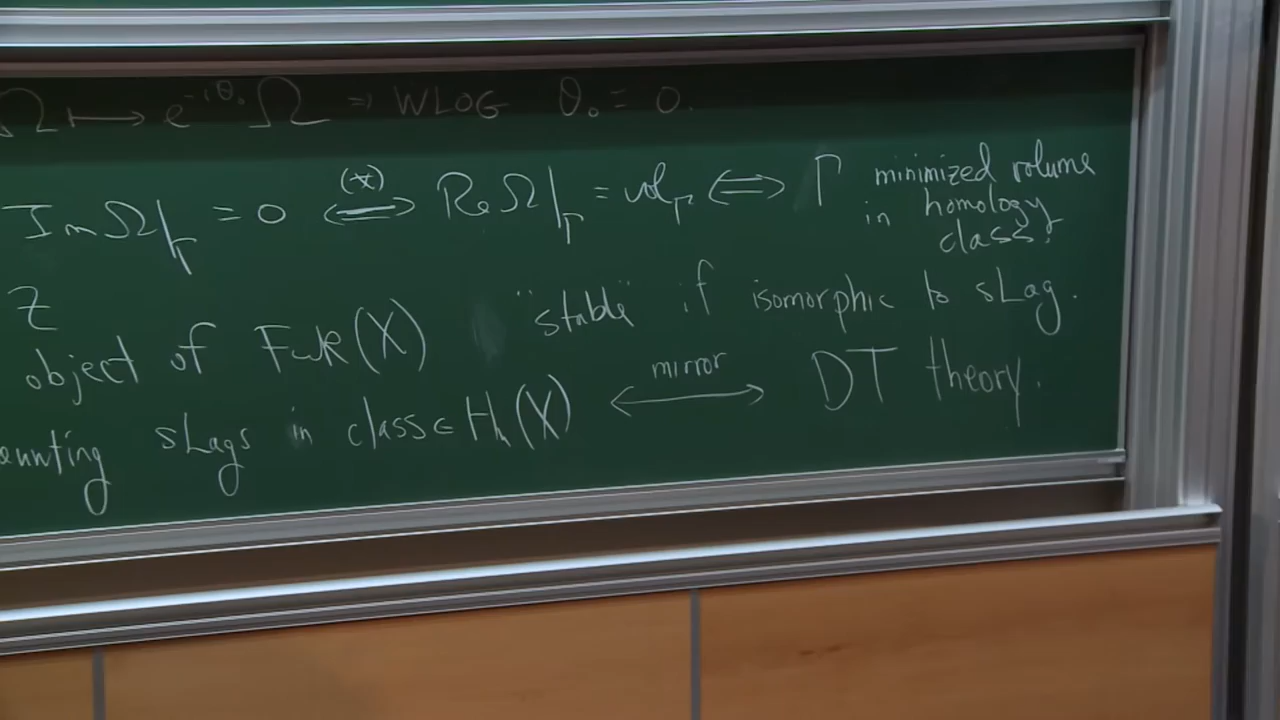 Ω ⟼ e^{-iθ₀} Ω ⇒ WLOG θ₀ = 0.
Im Ω|_Γ = 0 ⟺^{(*)} Re Ω|_Γ = vol_Γ ⟺ Γ minimized volume
in homology
class.
Z
object of Fuk(X) "stable" if isomorphic to sLag.
sLags in class ∈ H_n(X) ⟷^{mirror} DT theory.